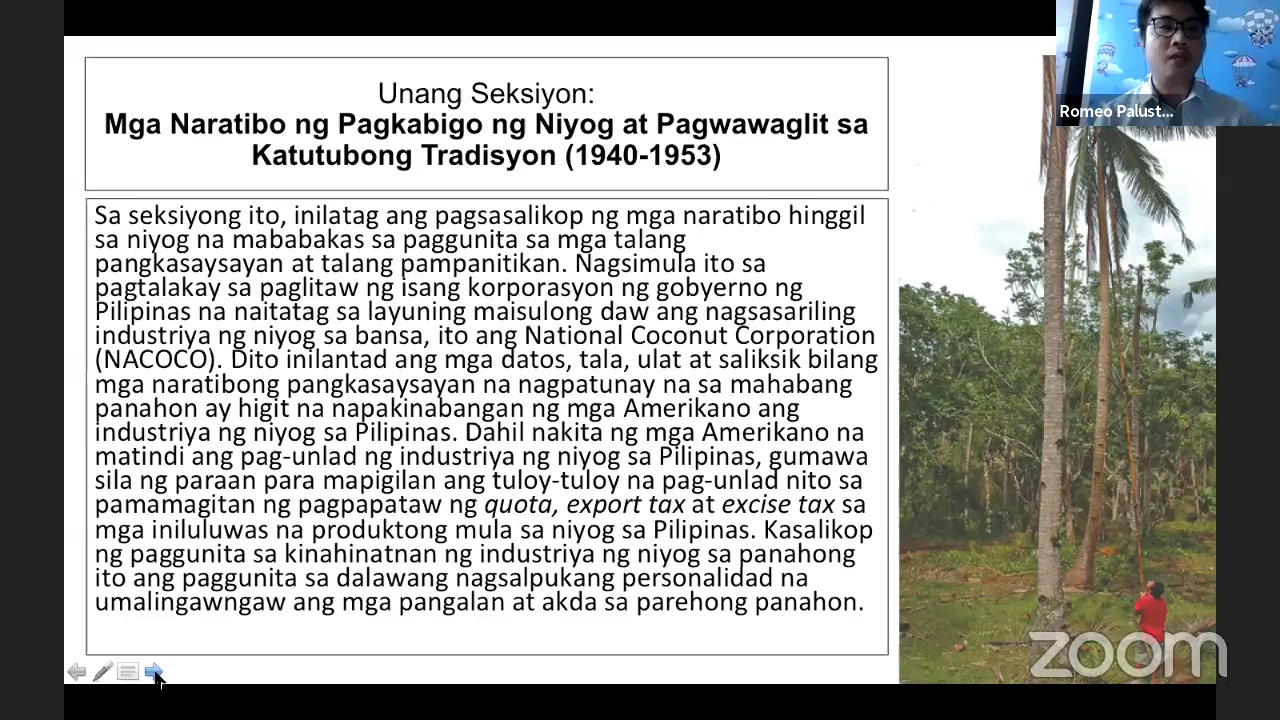 Unang Seksiyon:
Mga Naratibo ng Pagkabigo ng Niyog at Pagwawaglit sa
Katutubong Tradisyon (1940-1953)
Sa seksiyong ito, inilatag ang pagsasalikop ng mga naratibo hinggil
sa niyog na mababakas sa paggunita sa mga talang
pangkasaysayan at talang pampanitikan. Nagsimula ito sa
pagtalakay sa paglitaw ng isang korporasyon ng gobyerno ng
Pilipinas na naitatag sa layuning maisulong daw ang nagsasariling
industriya ng niyog sa bansa, ito ang National Coconut Corporation
(NACOCO). Dito inilantad ang mga datos, tala, ulat at saliksik bilang
mga naratibong pangkasaysayan na nagpatunay na sa mahabang
panahon ay higit na napakinabangan ng mga Amerikano ang
industriya ng niyog sa Pilipinas. Dahil nakita ng mga Amerikano na
matindi ang pag-unlad ng industriya ng niyog sa Pilipinas, gumawa
sila ng paraan para mapigilan ang tuloy-tuloy na pag-unlad nito sa
pamamagitan ng pagpapataw ng quota, export tax at excise tax sa
mga iniluluwas na produktong mula sa niyog sa Pilipinas. Kasalikop
ng paggunita sa kinahinatnan ng industriya ng niyog sa panahong
ito ang paggunita sa dalawang nagsalpukang personalidad na
umalingawngaw ang mga pangalan at akda sa parehong panahon.
Romeo Palust...
zoom